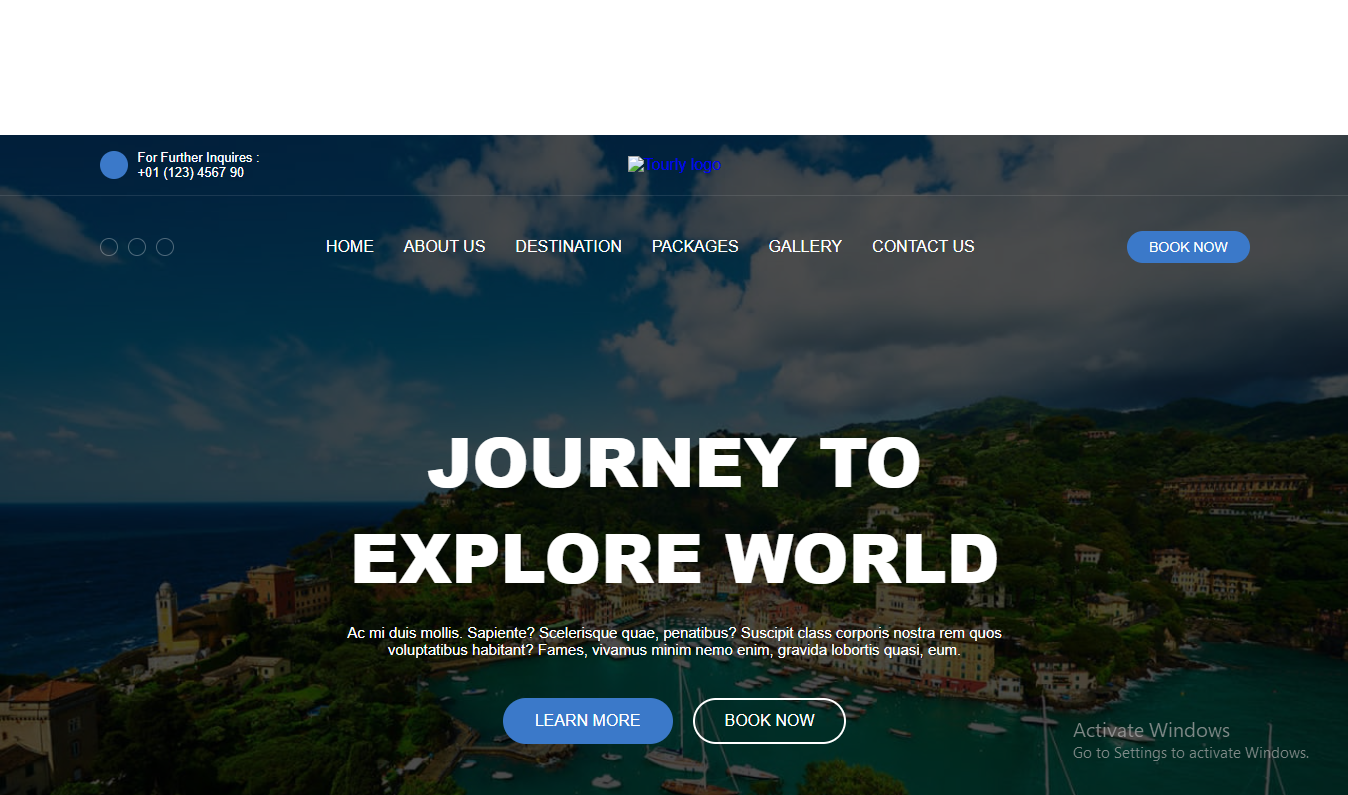 For Further Inquires :
+01 (123) 4567 90
Tourly logo
HOME ABOUT US DESTINATION PACKAGES GALLERY CONTACT US
BOOK NOW
JOURNEY TO
EXPLORE WORLD
Ac mi duis mollis. Sapiente? Scelerisque quae, penatibus? Suscipit class corporis nostra rem quos
voluptatibus habitant? Fames, vivamus minim nemo enim, gravida lobortis quasi, eum.
LEARN MORE BOOK NOW
Activate Windows
Go to Settings to activate Windows.